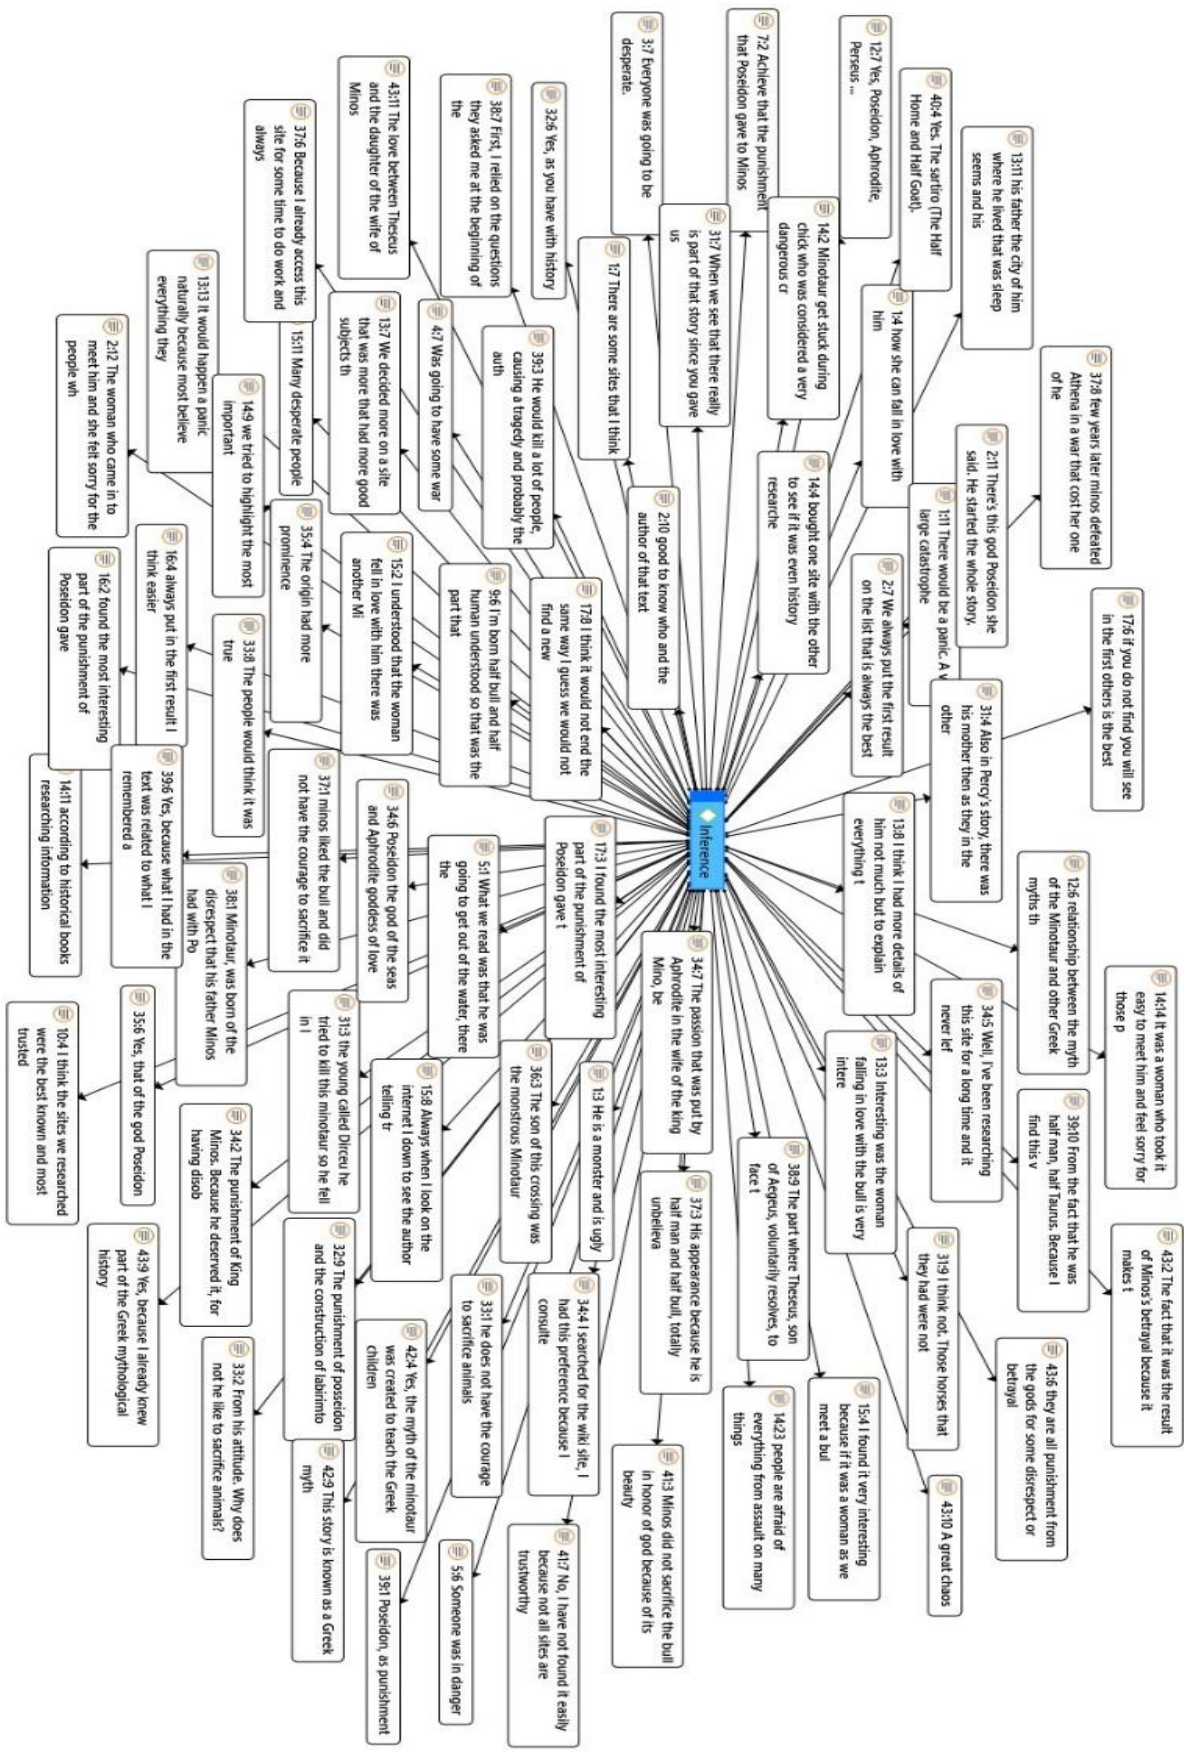 43:2 The fact that it was the result
of Minos's betrayal because it
makes t
17:6 if you do not find you will see
in the first others is the best
14:14 It was a woman who took it
easy to meet him and feel sorry for
those p
37:8 few years later minos defeated
Athena in a war that cost her one
of he
12:6 relationship between the myth
of the Minotaur and other Greek
myths th
39:10 From the fact that he was
half man, half Taurus. Because I
find this v
43:6 they are all punishment from
the gods for some disrespect or
betrayal
13:11 his father the city of him
where he lived that was sleep
seems and his
2:11 There's this god Poseidon she
said. He started the whole story.
31:4 Also in Percy's story, there was
his mother then as they in the
other
34:5 Well, I've been researching
this site for a long time and it
never lef
40:4 Yes. The sartiro (The Half
Home and Half Goat).
1:11 There would be a panic. A v
large catastrophe
31:9 I think not. Those horses that
they had were not
43:10 A great chaos
12:7 Yes, Poseidon, Aphrodite,
Perseus ...
1:4 how she can fall in love with
him
2:7 We always put the first result
on the list that is always the best
13:8 I think I had more details of
him not much but to explain
everything t
13:3 Interesting was the woman
falling in love with the bull is very
intere
15:4 I found it very interesting
because if it was a woman as we
meet a bul
14:2 Minotaur get stuck during
chick who was considered a very
dangerous cr
14:4 bought one site with the other
to see if it was even history
researche
38:9 The part where Theseus, son
of Aegeus, voluntarily resolves, to
face t
14:23 people are afraid of
everything from assault on many
things
7:2 Achieve that the punishment
that Poseidon gave to Minos
31:7 When we see that there really
is part of that story since you gave
us
Inference
34:7 The passion that was put by
Aphrodite in the wife of the king
Mino, be
37:3 His appearance because he is
half man and half bull, totally
unbelieva
41:3 Minos did not sacrifice the bull
in honor of god because of its
beauty
3:7 Everyone was going to be
desperate.
1:7 There are some sites that I think
2:10 good to know who and the
author of that text
17:3 I found the most interesting
part of the punishment of
Poseidon gave t
1:3 He is a monster and is ugly
34:4 I searched for the wiki site, I
had this preference because I
consulte
41:7 No, I have not found it easily
because not all sites are
trustworthy
32:6 Yes, as you have with history
39:3 He would kill a lot of people,
causing a tragedy and probably the
auth
17:8 I think it would not end the
same way I guess we would not
find a new
36:3 The son of this crossing was
the monstrous Minotaur
38:7 First, I relied on the questions
they asked me at the beginning of
the
9:6 I'm born half bull and half
human understood so that was the
part that
5:1 What we read was that he was
going to get out of the water, there
the
33:1 he does not have the courage
to sacrifice animals
5:6 Someone was in danger
4:7 Was going to have some war
15:8 Always when I look on the
internet I down to see the author
telling tr
42:4 Yes, the myth of the minotaur
was created to teach the Greek
children
43:11 The love between Theseus
and the daughter of the wife of
Minos
13:7 We decided more on a site
that was more that had more good
subjects th
15:2 I understood that the woman
fell in love with him there was
another Mi
34:6 Poseidon the god of the seas
and Aphrodite goddess of love
39:1 Poseidon, as punishment
31:3 the young called Dirceu he
tried to kill this minotaur so he fell
in l
32:9 The punishment of posseidon
and the construction of labirinto
42:9 This story is known as a Greek
myth
37:6 Because I already access this
site for some time to do work and
always
15:11 Many desperate people
35:4 The origin had more
prominence
37:1 minos liked the bull and did
not have the courage to sacrifice it
14:9 we tried to highlight the most
important
33:8 The people would think it was
true
38:1 Minotaur, was born of the
disrespect that his father Minos
had with Po
34:2 The punishment of King
Minos. Because he deserved it, for
having disob
33:2 From his attitude. Why does
not he like to sacrifice animals?
13:13 It would happen a panic
naturally because most believe
everything they
16:4 always put in the first result I
think easier
39:6 Yes, because what I had in the
text was related to what I
remembered a
35:6 Yes, that of the god Poseidon
43:9 Yes, because I already knew
part of the Greek mythological
history
2:12 The woman who came in to
meet him and she felt sorry for the
people wh
16:2 found the most interesting
part of the punishment of
Poseidon gave
14:11 according to historical books
researching information
10:4 I think the sites we researched
were the best known and most
trusted